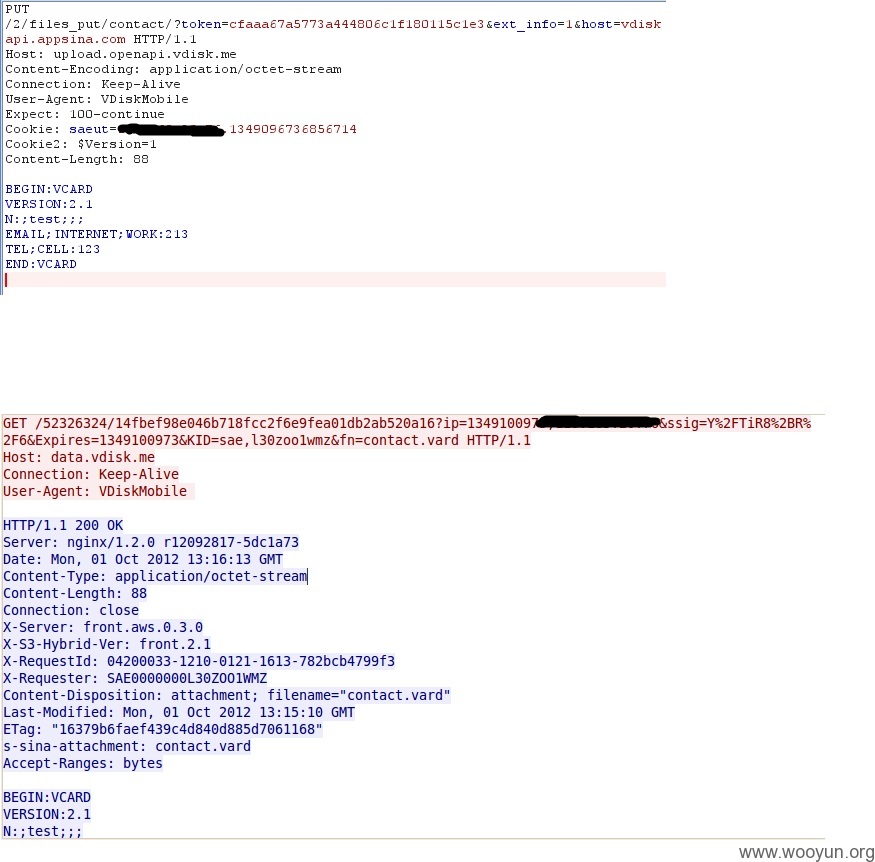 PUT
/2/files_put/contact/?token=cfaaa67a5773a444806c1f180115c1e3&ext_info=1&host=vdisk
api.appsina.com HTTP/1.1
Host: upload.openapi.vdisk.me
Content-Encoding: application/octet-stream
Connection: Keep-Alive
User-Agent: VDiskMobile
Expect: 100-continue
Cookie: saeut= .1349096736856714
Cookie2: $Version=1
Content-Length: 88
BEGIN:VCARD
VERSION:2.1
N:;test;;;
EMAIL;INTERNET;WORK:213
TEL;CELL:123
END:VCARD
GET /52326324/14fbef98e046b718fcc2f6e9fea01db2ab520a16?ip=134910097 &ssig=Y%2FTiR8%2BR%
2F6&Expires=1349100973&KID=sae,l30zoo1wmz&fn=contact.vard HTTP/1.1
Host: data.vdisk.me
Connection: Keep-Alive
User-Agent: VDiskMobile
HTTP/1.1 200 OK
Server: nginx/1.2.0 r12092817-5dc1a73
Date: Mon, 01 Oct 2012 13:16:13 GMT
Content-Type: application/octet-stream
Content-Length: 88
Connection: close
X-Server: front.aws.0.3.0
X-S3-Hybrid-Ver: front.2.1
X-RequestId: 04200033-1210-0121-1613-782bcb4799f3
X-Requester: SAE0000000L30ZOO1WMZ
Content-Disposition: attachment; filename="contact.vard"
Last-Modified: Mon, 01 Oct 2012 13:15:10 GMT
ETag: "16379b6faef439c4d840d885d7061168"
s-sina-attachment: contact.vard
Accept-Ranges: bytes
BEGIN:VCARD
VERSION:2.1
N:;test;;;
www.wooyun.org